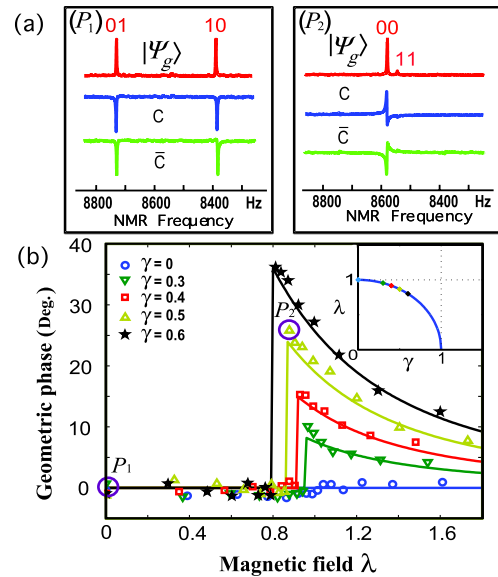 (a)
(P₁)
01
10
|Ψg⟩
C
C̅
8800
8600
8400
Hz
NMR Frequency
(P₂)
00
11
|Ψg⟩
C
C̅
8800
8600
8400
Hz
NMR Frequency
(b)
Geometric phase (Deg.)
40
30
20
10
0
γ = 0
γ = 0.3
γ = 0.4
γ = 0.5
γ = 0.6
P₁
P₂
λ
1
0
0
γ
1
0
0.4
0.8
1.2
1.6
Magnetic field λ